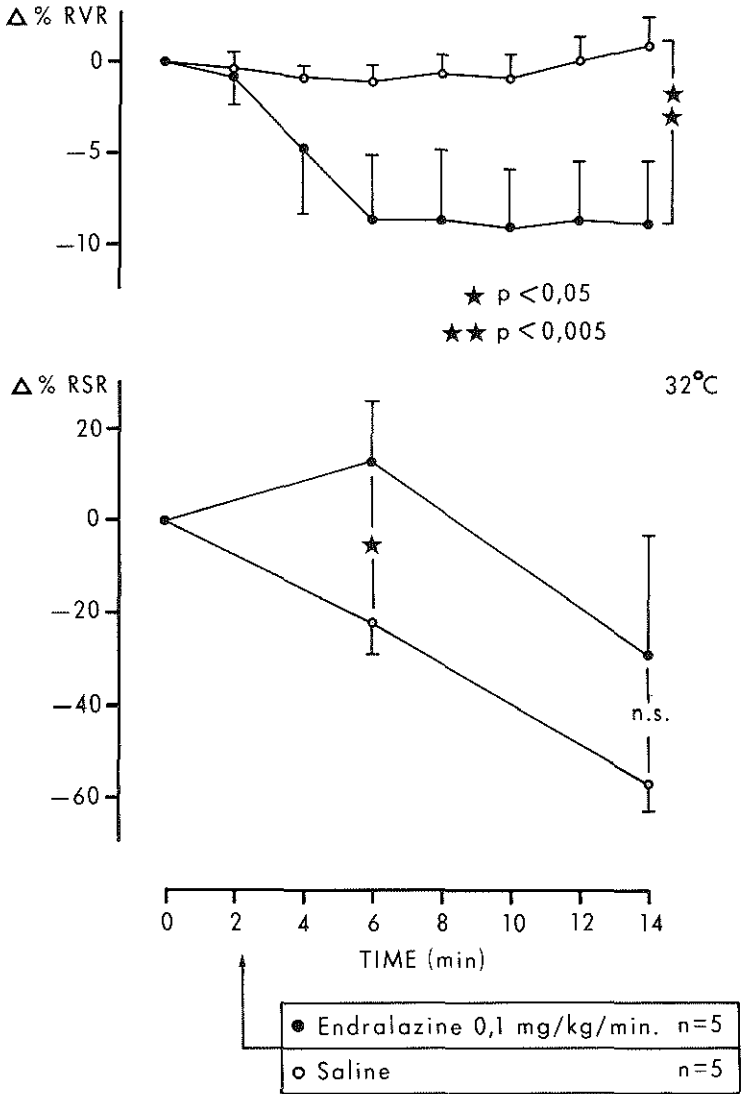 Δ % RVR
0
−5
−10
★★
★ p <0,05
★★ p <0,005
Δ % RSR
32°C
20
0
−20
−40
−60
★
n.s.
0 2 4 6 8 10 12 14
TIME (min)
● Endralazine 0,1 mg/kg/min. n=5
○ Saline n=5